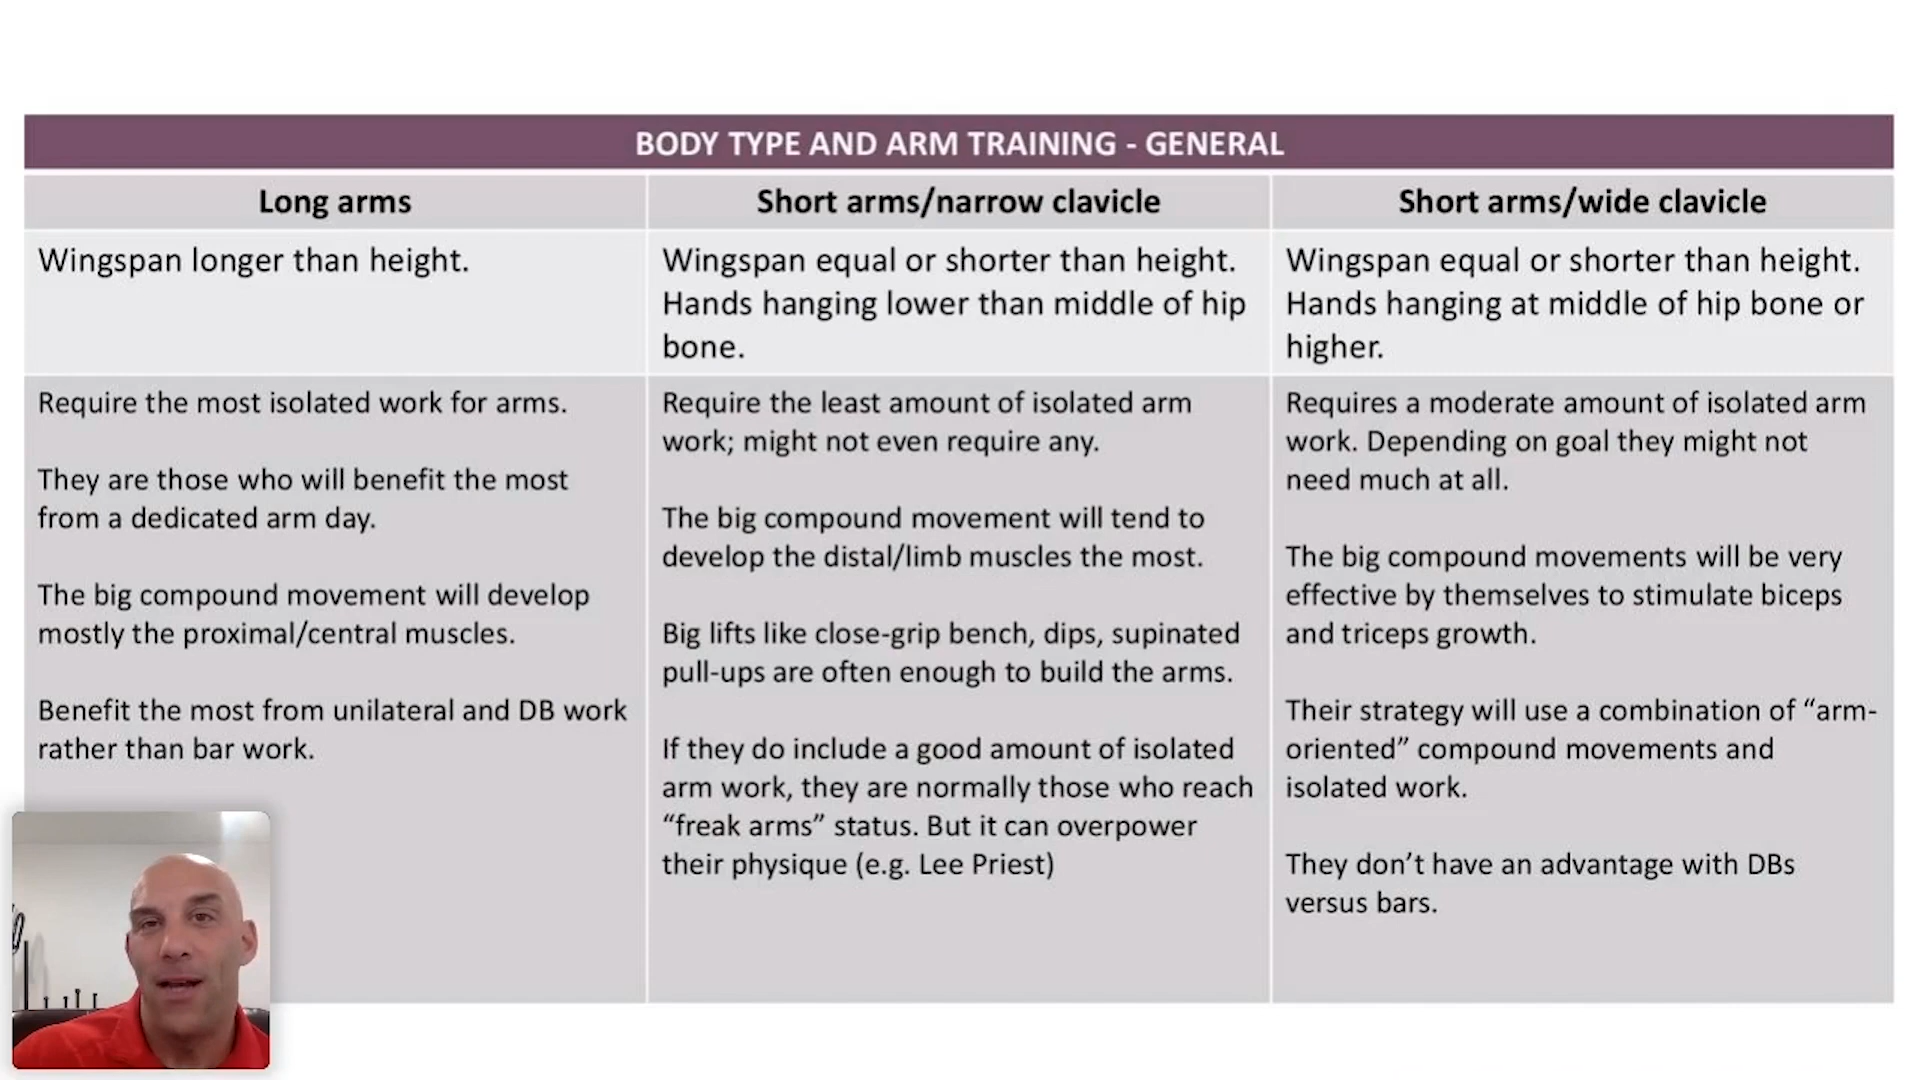 BODY TYPE AND ARM TRAINING - GENERAL
Long arms
Short arms/narrow clavicle
Short arms/wide clavicle
Wingspan longer than height.
Wingspan equal or shorter than height.
Hands hanging lower than middle of hip
bone.
Wingspan equal or shorter than height.
Hands hanging at middle of hip bone or
higher.
Require the most isolated work for arms.
They are those who will benefit the most
from a dedicated arm day.
The big compound movement will develop
mostly the proximal/central muscles.
Benefit the most from unilateral and DB work
rather than bar work.
Require the least amount of isolated arm
work; might not even require any.
The big compound movement will tend to
develop the distal/limb muscles the most.
Big lifts like close-grip bench, dips, supinated
pull-ups are often enough to build the arms.
If they do include a good amount of isolated
arm work, they are normally those who reach
“freak arms” status. But it can overpower
their physique (e.g. Lee Priest)
Requires a moderate amount of isolated arm
work. Depending on goal they might not
need much at all.
The big compound movements will be very
effective by themselves to stimulate biceps
and triceps growth.
Their strategy will use a combination of “arm-
oriented” compound movements and
isolated work.
They don’t have an advantage with DBs
versus bars.